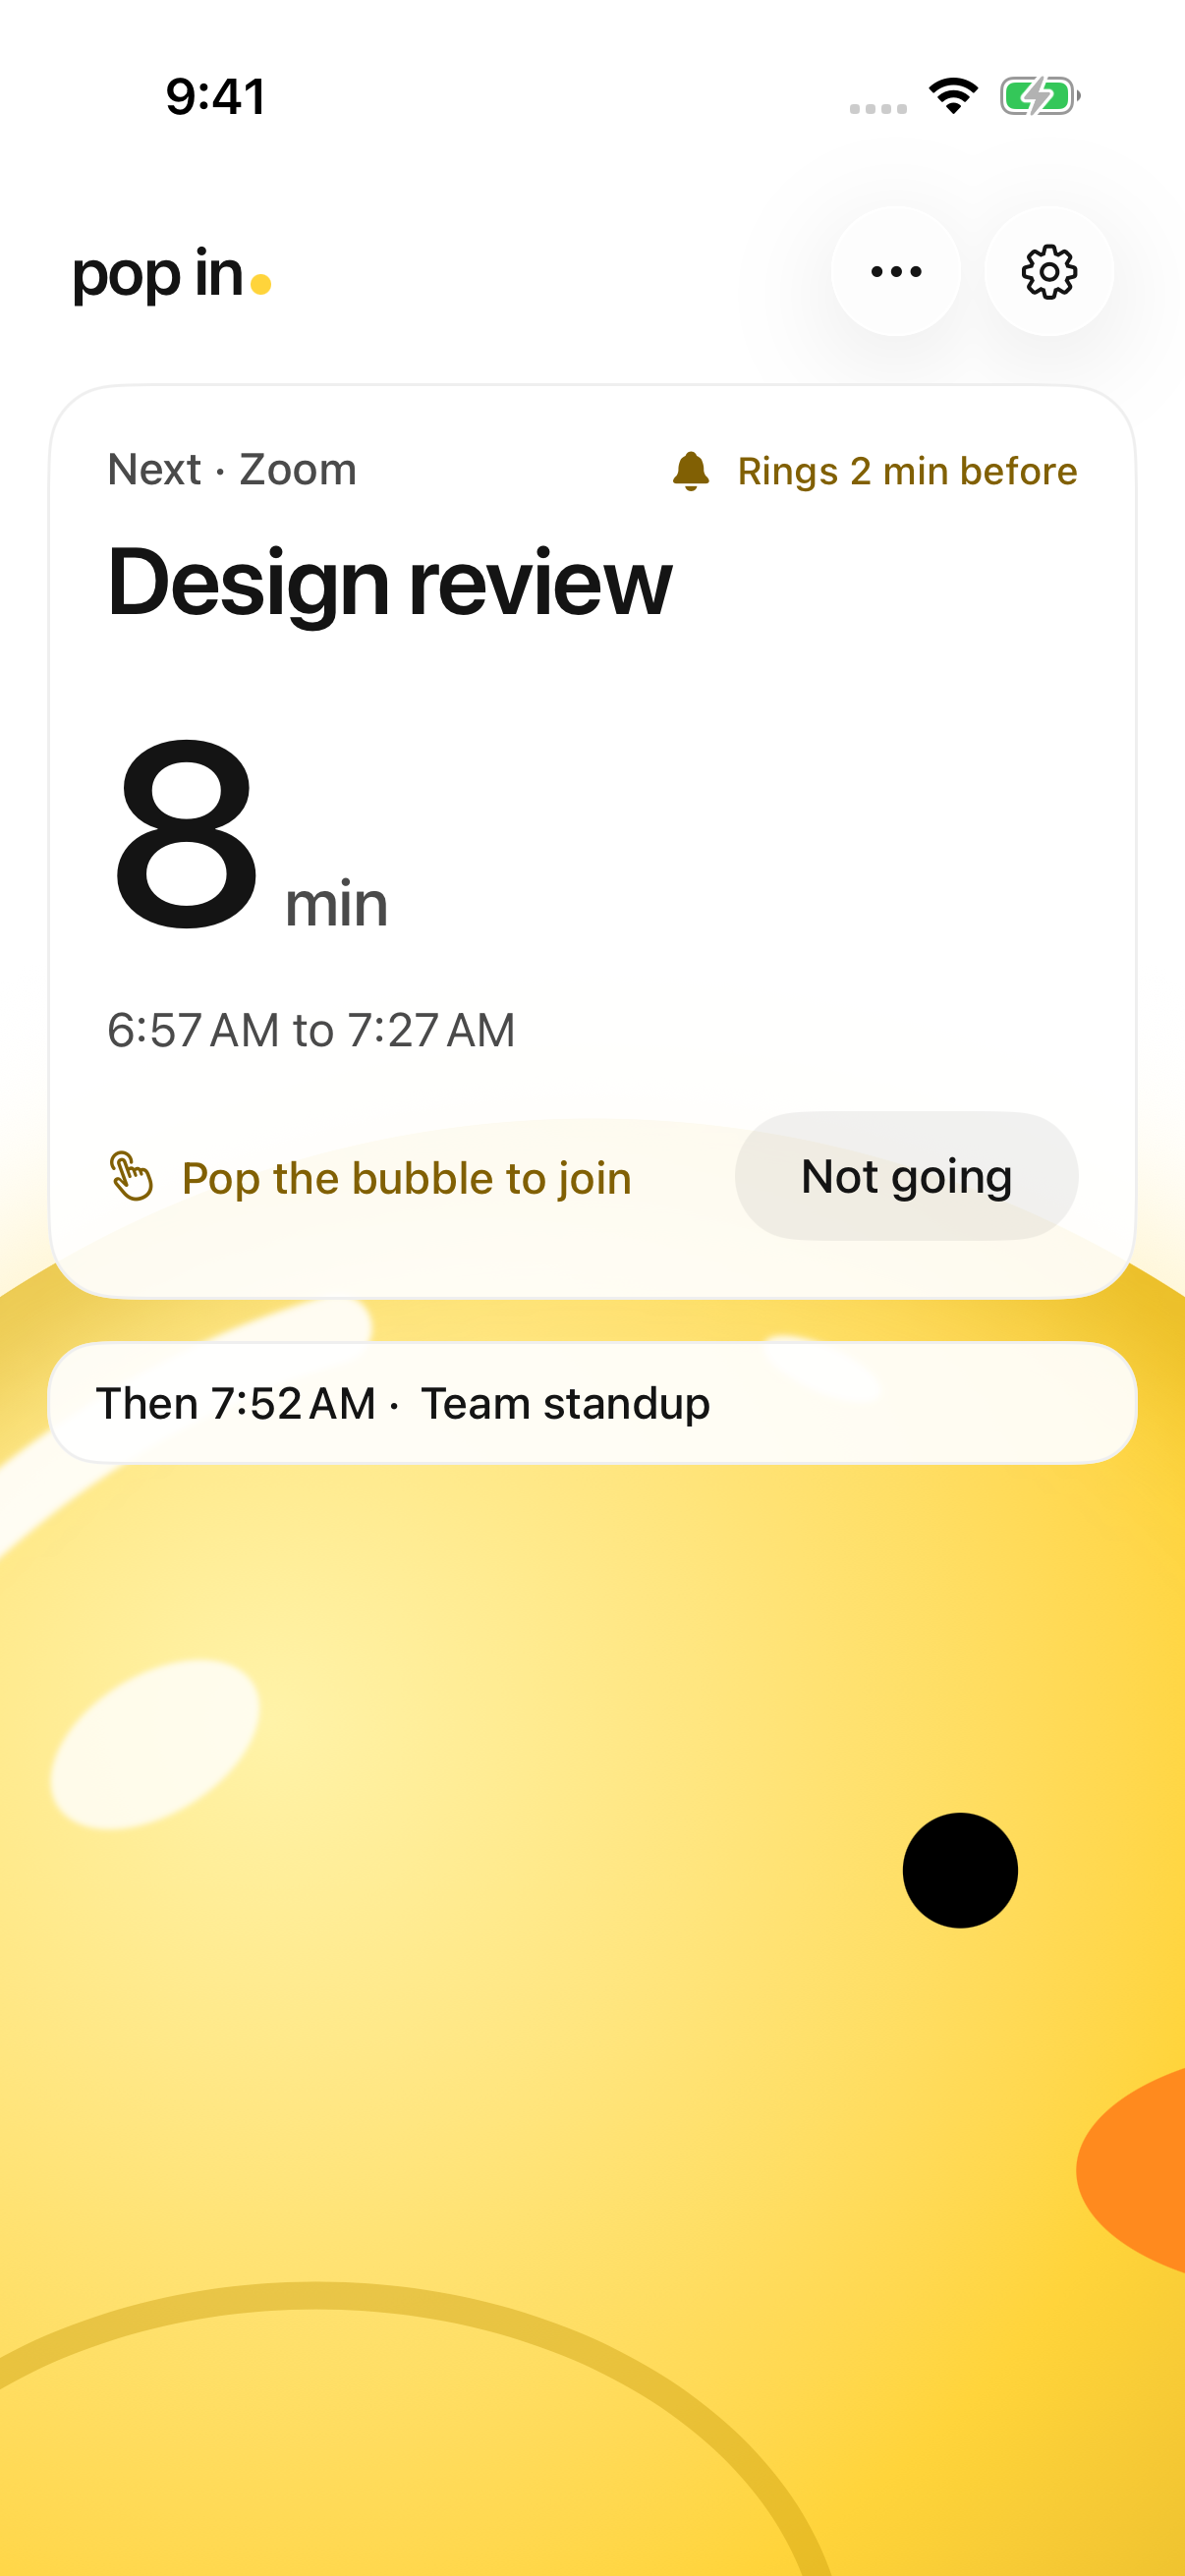 9:41
pop in
Next · Zoom
Rings 2 min before
Design review
8 min
6:57 AM to 7:27 AM
Pop the bubble to join
Not going
Then 7:52 AM · Team standup